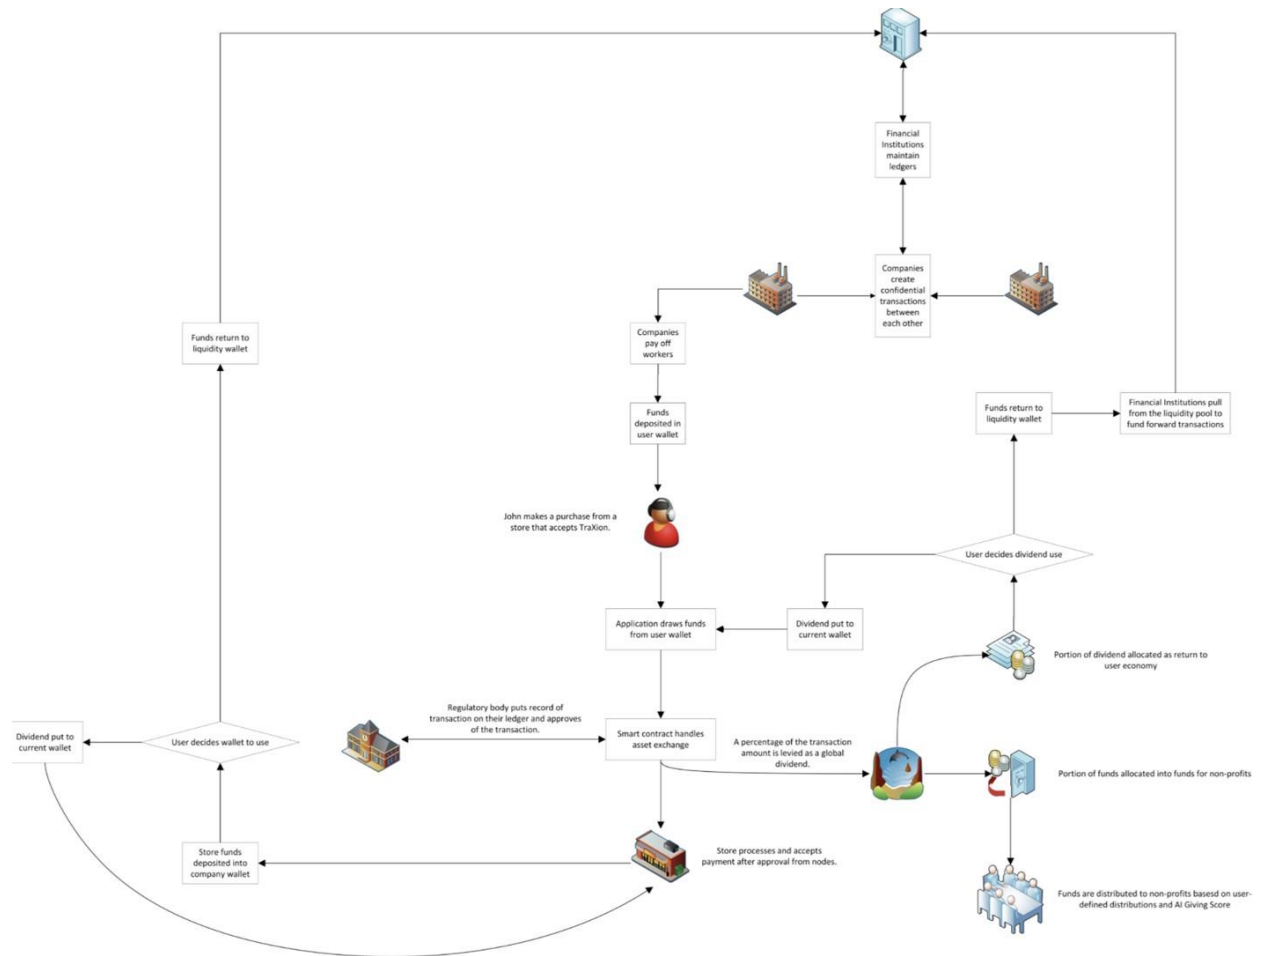 Financial
Institutions
maintain
ledgers
Companies
create
confidential
transactions
between
each other
Funds return to
liquidity wallet
Companies
pay off
workers
Funds return to
liquidity wallet
Financial Institutions pull
from the liquidity pool to
fund forward transactions
Funds
deposited in
user wallet
John makes a purchase from a
store that accepts TraXion.
User decides dividend use
Application draws funds
from user wallet
Dividend put to
current wallet
Portion of dividend allocated as return to
user economy
Regulatory body puts record of
transaction on their ledger and approves
of the transaction.
Dividend put to
current wallet
User decides wallet to use
Smart contract handles
asset exchange
A percentage of the transaction
amount is levied as a global
dividend.
Portion of funds allocated into funds for non-profits
Store funds
deposited into
company wallet
Store processes and accepts
payment after approval from nodes.
Funds are distributed to non-profits basesd on user-
defined distributions and AI Giving Score